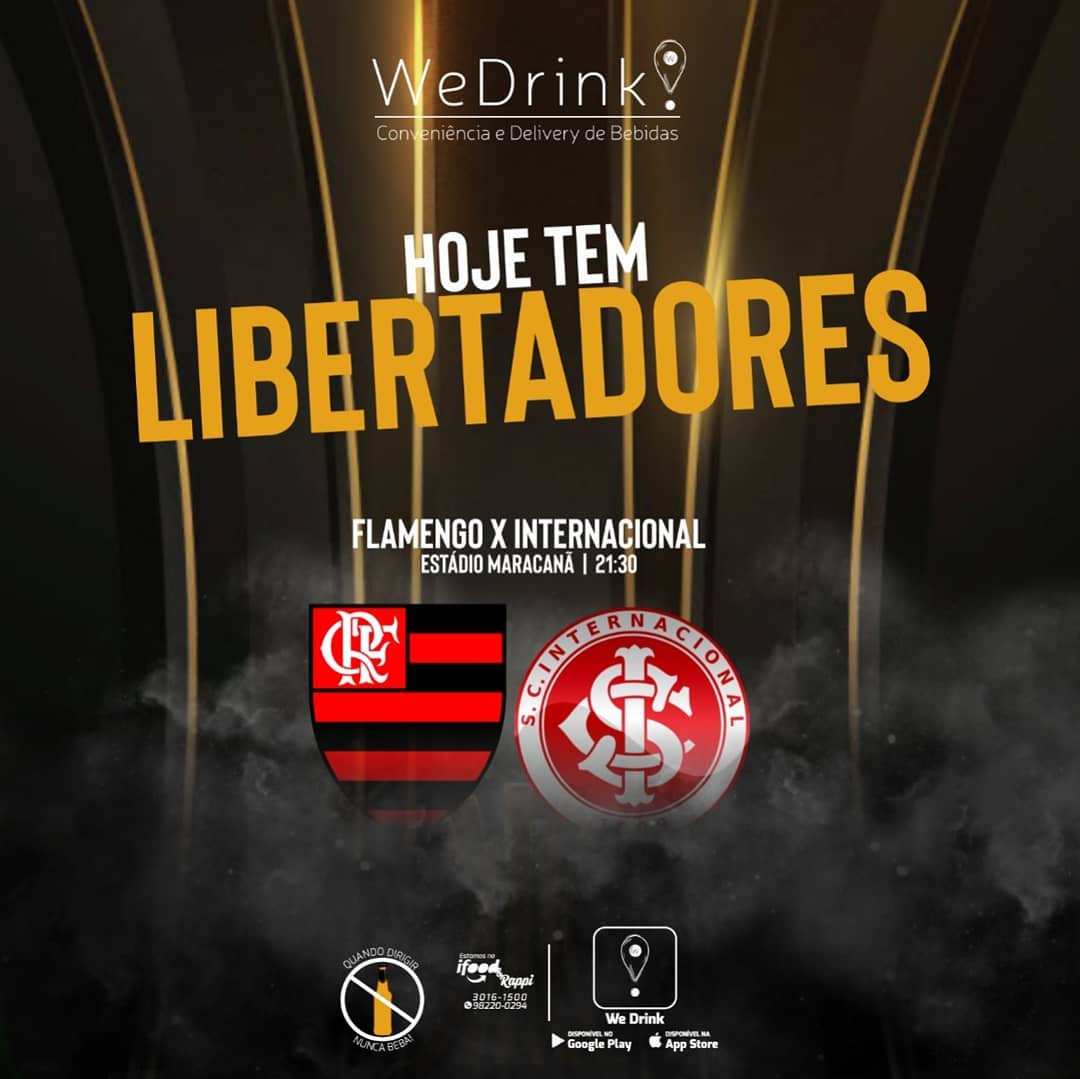 WeDrink!
Conveniência e Delivery de Bebidas
HOJE TEM
LIBERTADORES
FLAMENGO X INTERNACIONAL
ESTÁDIO MARACANÃ | 21:30
CRF
S. C. INTERNACIONAL
QUANDO DIRIGIR
NUNCA BEBA!
Estamos no
ifood & Rappi
3016-1500
98220-0294
We Drink
DISPONÍVEL NO
Google Play
DISPONÍVEL NA
App Store